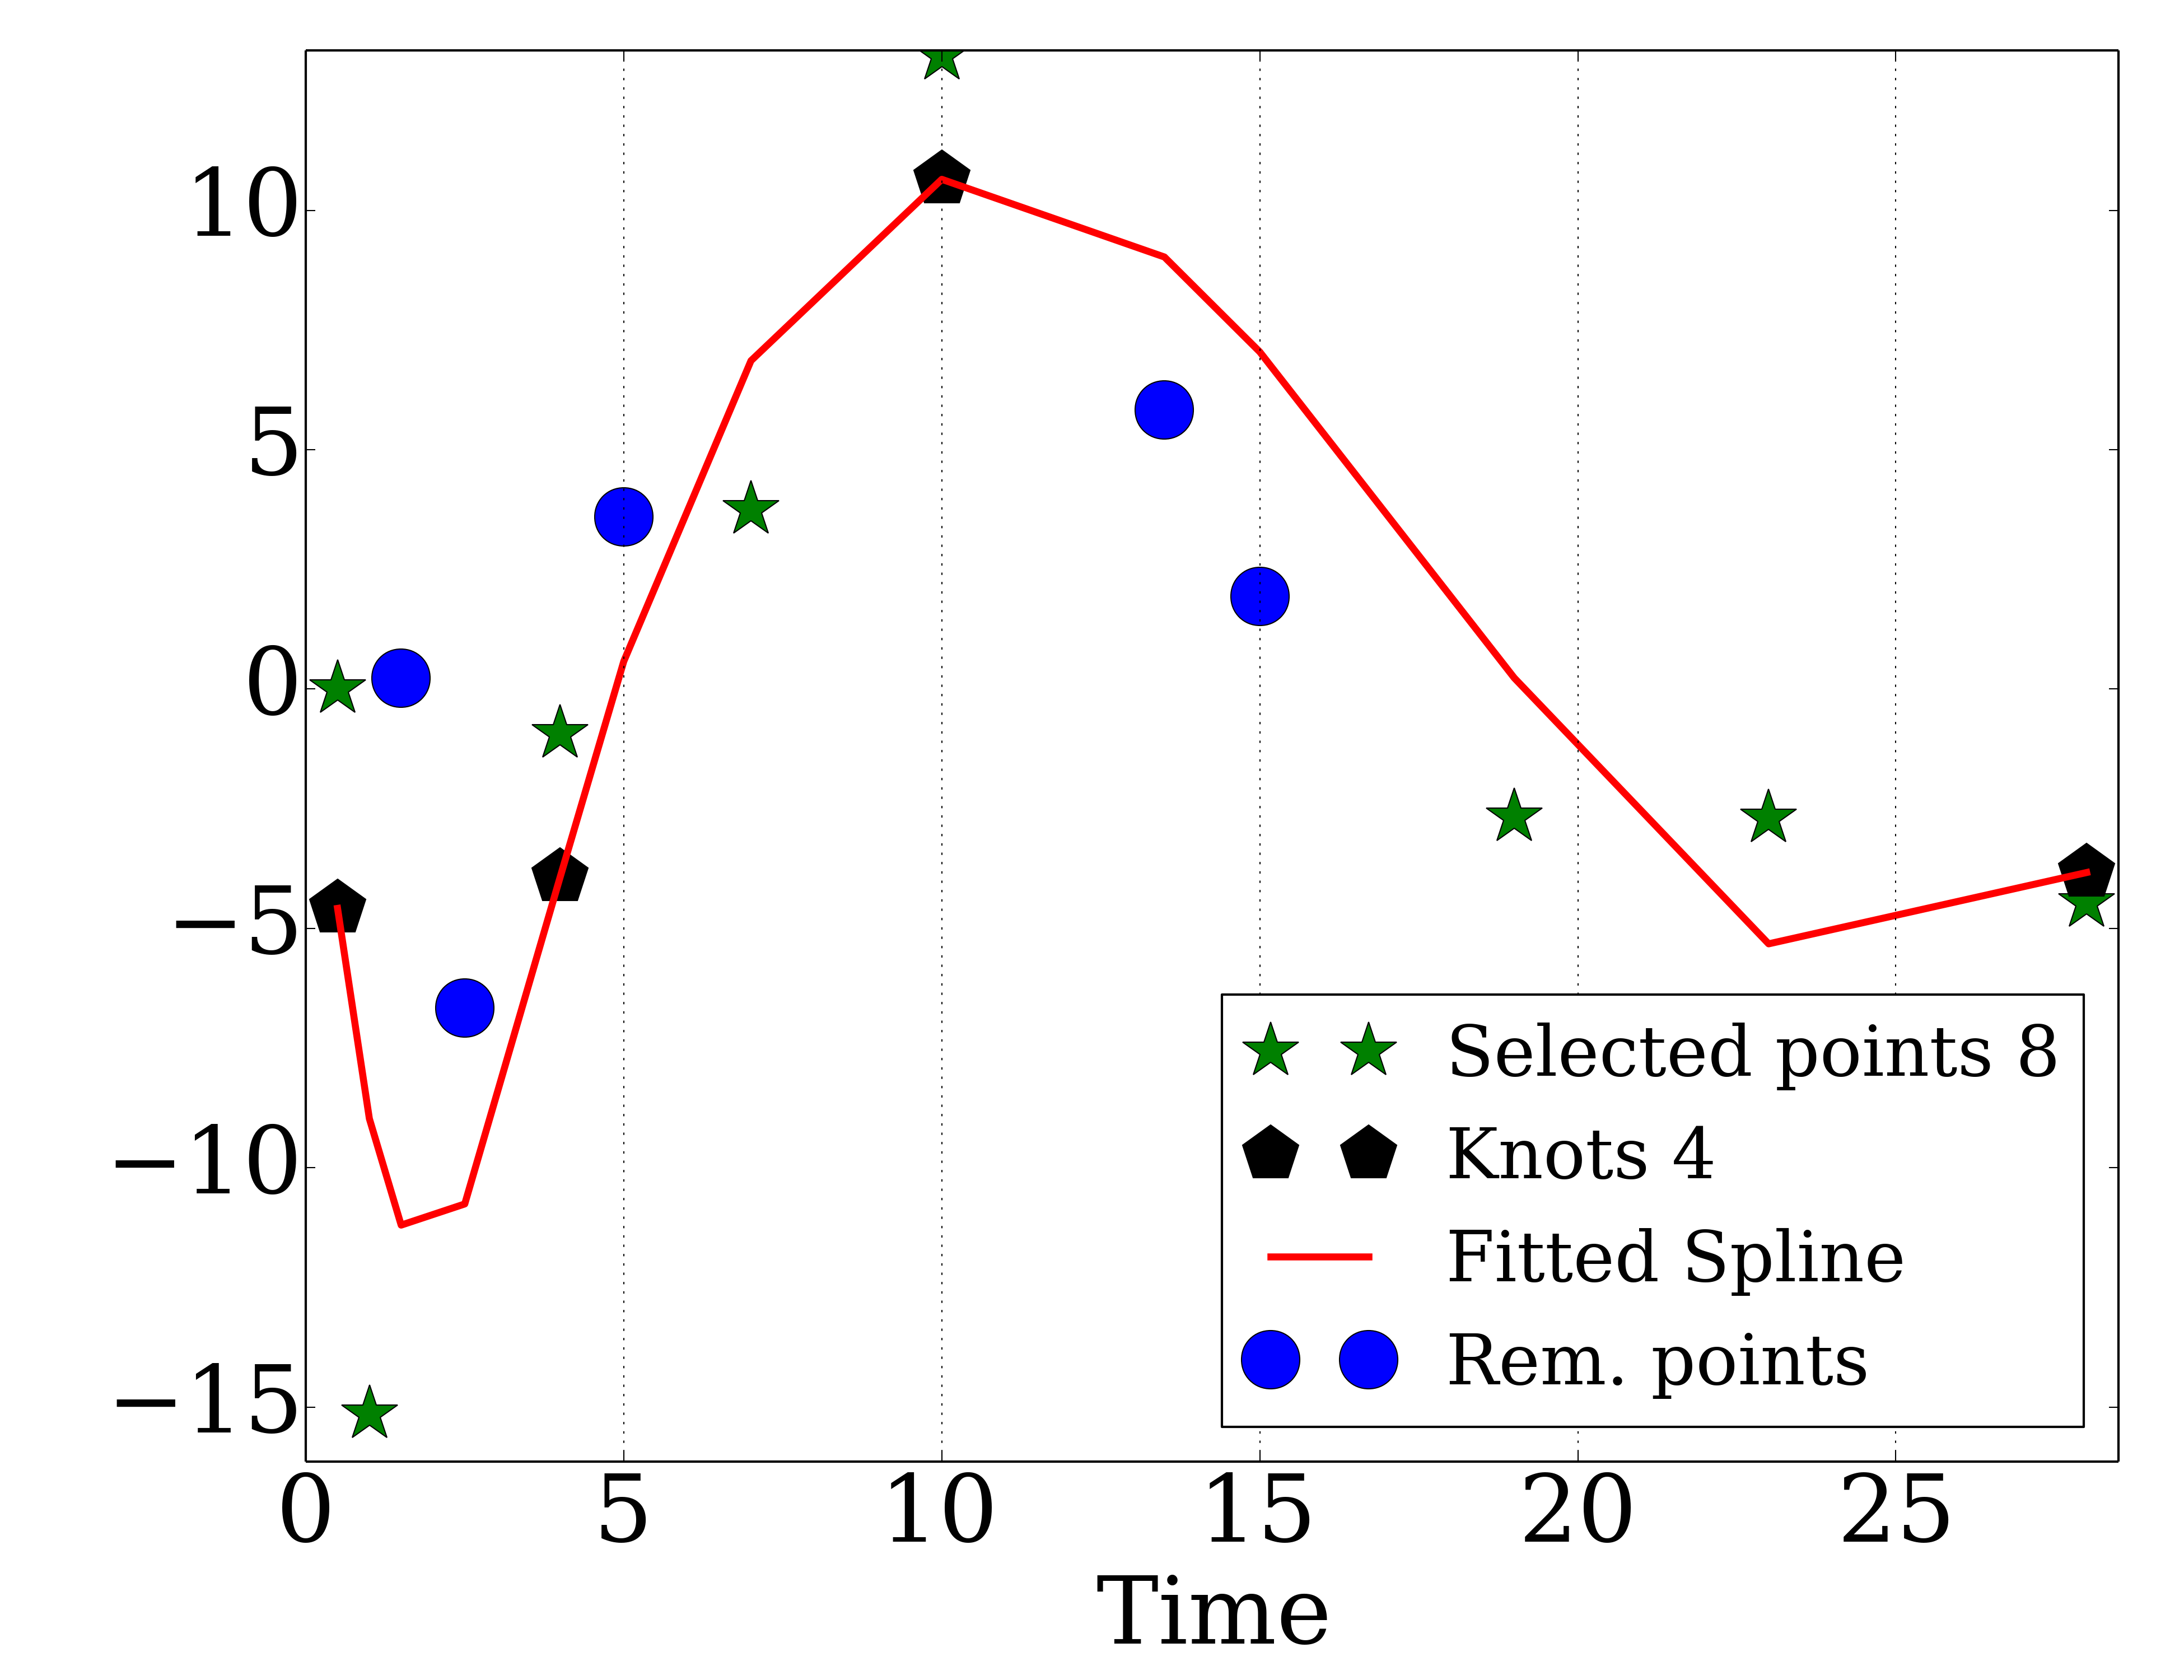 10
5
0
−5
−10
−15
0 5 10 15 20 25
Time
Selected points 8
Knots 4
Fitted Spline
Rem. points